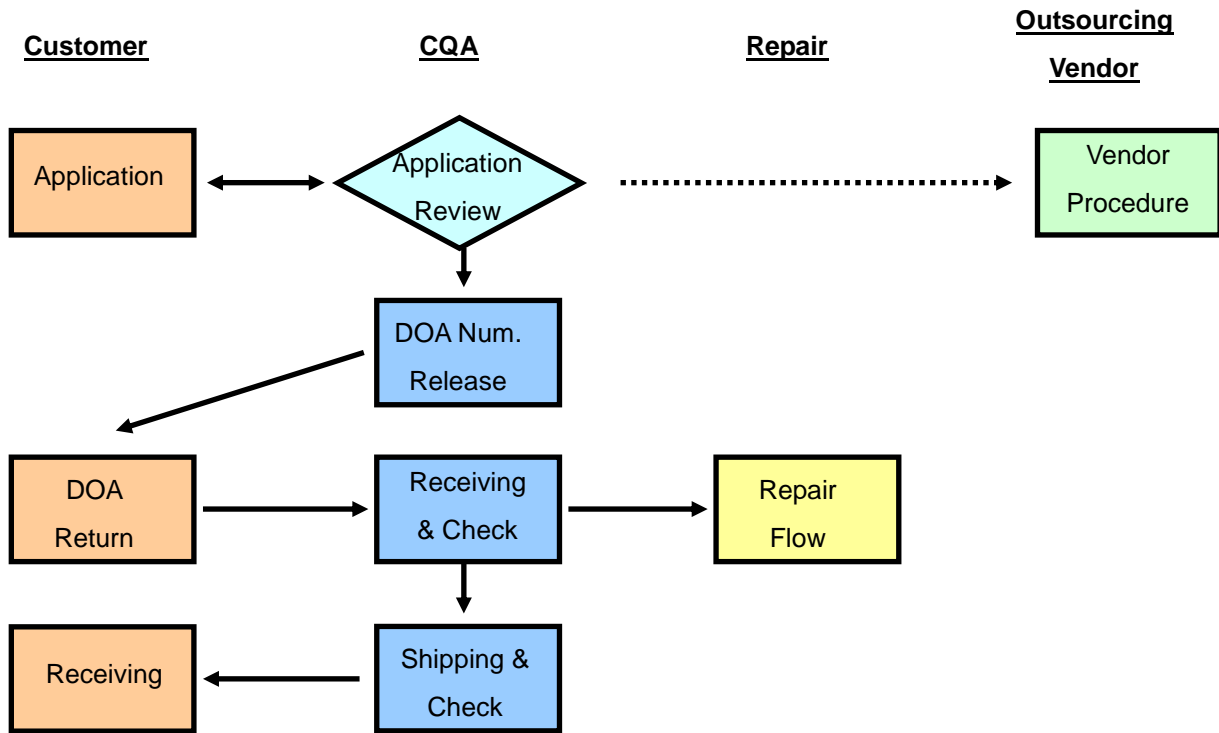 Customer
CQA
Repair
Outsourcing
Vendor
Application
Application
Review
Vendor
Procedure
DOA Num.
Release
DOA
Return
Receiving
& Check
Repair
Flow
Receiving
Shipping &
Check